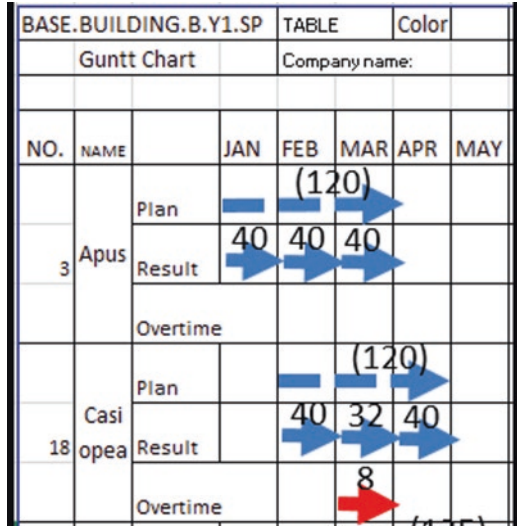 BASE.BUILDING.B.Y1.SP TABLE Color
Guntt Chart Company name:
NO. NAME JAN FEB MAR APR MAY
(120)
Plan
40 40 40
3 Apus Result
Overtime
(120)
Plan
40 32 40
18 Casi opea Result
8
Overtime